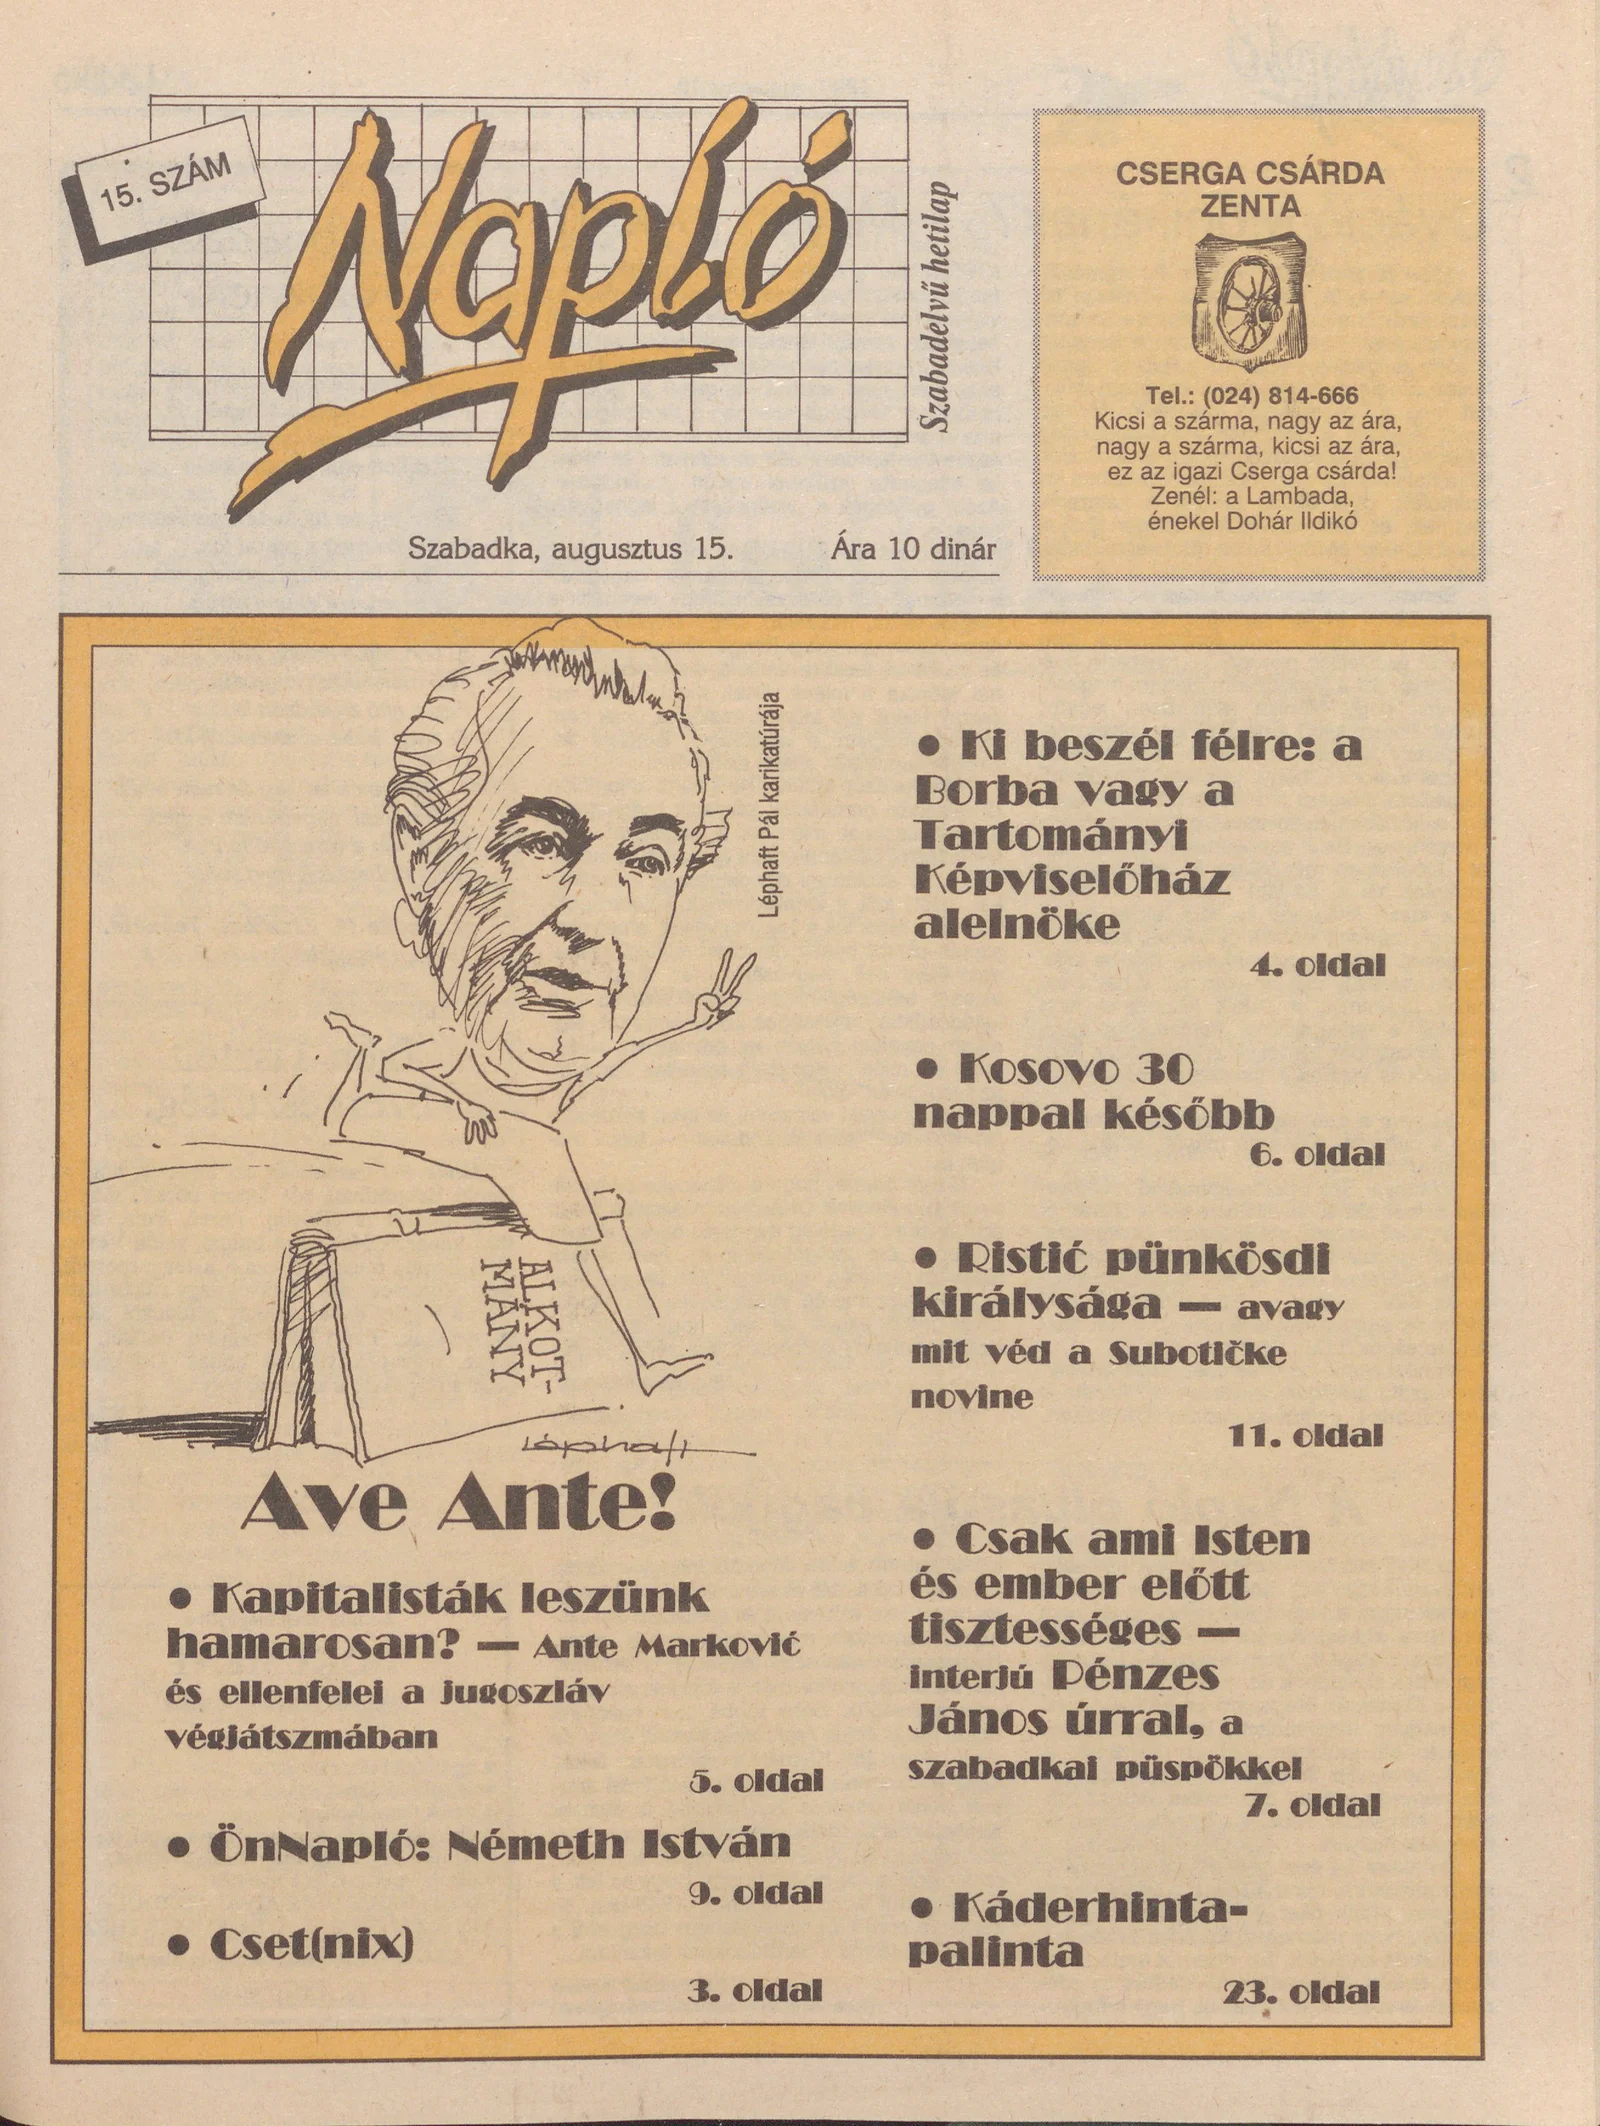 15. SZÁM
Napló
Szabadelvű hetilap
Szabadka, augusztus 15.
Ára 10 dinár
CSERGA CSÁRDA
ZENTA
Tel.: (024) 814-666
Kicsi a szárma, nagy az ára,
nagy a szárma, kicsi az ára,
ez az igazi Cserga csárda!
Zenél: a Lambada,
énekel Dohár Ildikó
Léphaft Pál karikatúrája
ALKOT-
MÁNY
Léphaft
Ave Ante!
● Kapitalisták leszünk
hamarosan? — Ante Marković
és ellenfelei a jugoszláv
végjátszmában
5. oldal
● ÖnNapló: Németh István
9. oldal
● Cset(nix)
3. oldal
● Ki beszél félre: a
Borba vagy a
Tartományi
Képviselőház
alelnöke
4. oldal
● Kosovo 30
nappal később
6. oldal
● Ristić pünkösdi
királysága — avagy
mit véd a Subotičke
novine
11. oldal
● Csak ami Isten
és ember előtt
tisztességes —
interjú Pénzes
János úrral, a
szabadkai püspökkel
7. oldal
● Káderhinta-
palinta
23. oldal